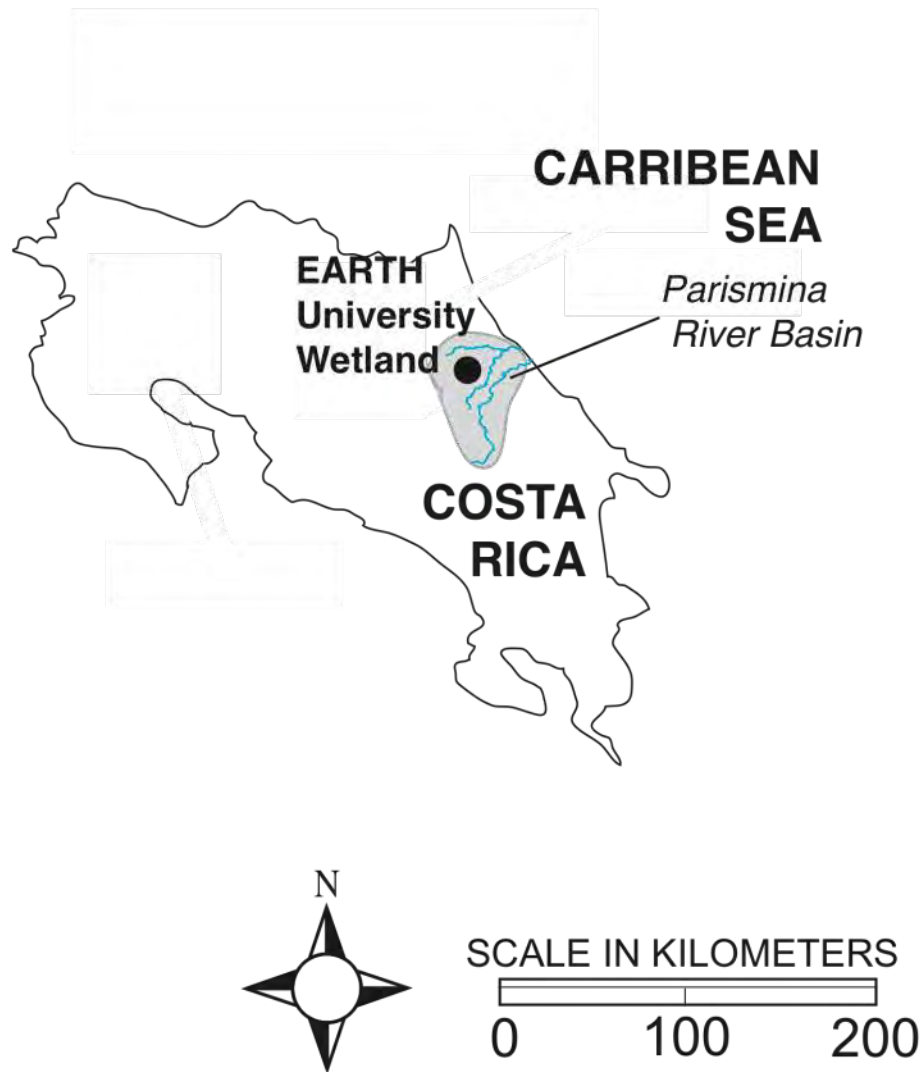 CARRIBEAN
SEA
EARTH
University
Wetland
Parismina
River Basin
COSTA
RICA
N
SCALE IN KILOMETERS
0 100 200